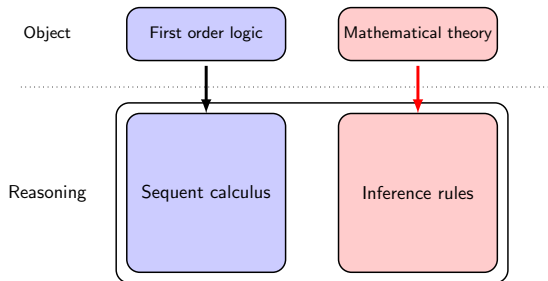 Object
First order logic
Mathematical theory
Reasoning
Sequent calculus
Inference rules